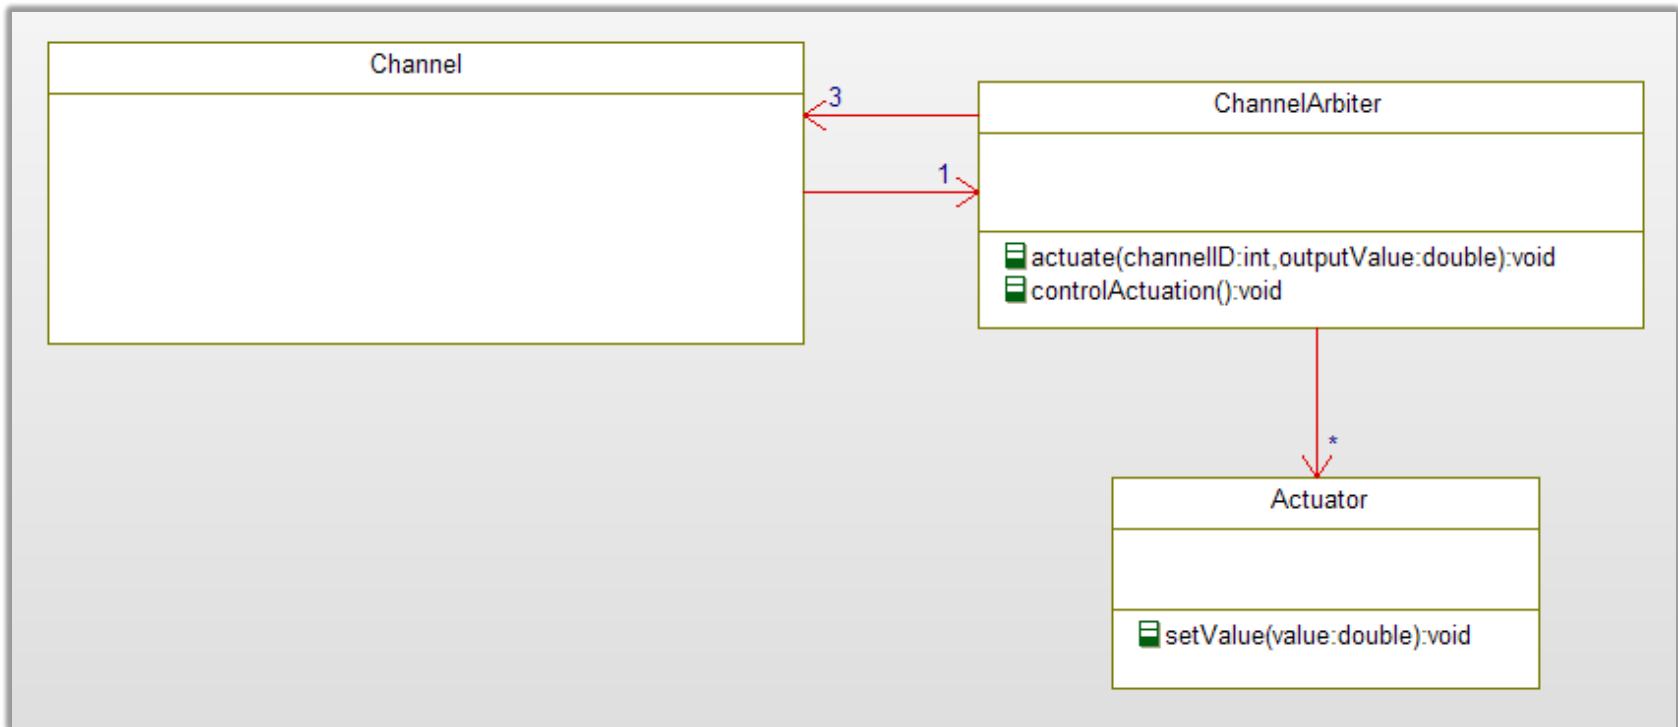 Channel
3
1
ChannelArbiter
actuate(channelID:int,outputValue:double):void
controlActuation():void
*
Actuator
setValue(value:double):void